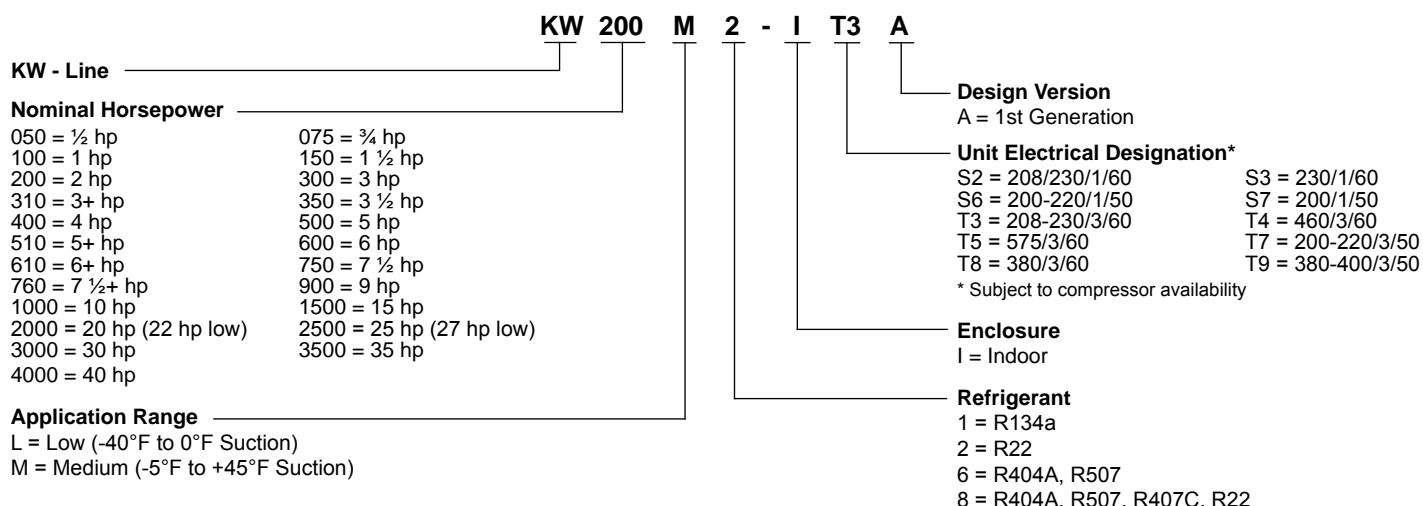 KW 200 M 2 - I T3 A
KW - Line
Nominal Horsepower
050 = ½ hp 075 = ¾ hp
100 = 1 hp 150 = 1 ½ hp
200 = 2 hp 300 = 3 hp
310 = 3+ hp 350 = 3 ½ hp
400 = 4 hp 500 = 5 hp
510 = 5+ hp 600 = 6 hp
610 = 6+ hp 750 = 7 ½ hp
760 = 7 ½+ hp 900 = 9 hp
1000 = 10 hp 1500 = 15 hp
2000 = 20 hp (22 hp low) 2500 = 25 hp (27 hp low)
3000 = 30 hp 3500 = 35 hp
4000 = 40 hp
Application Range
L = Low (-40°F to 0°F Suction)
M = Medium (-5°F to +45°F Suction)
Design Version
A = 1st Generation
Unit Electrical Designation*
S2 = 208/230/1/60 S3 = 230/1/60
S6 = 200-220/1/50 S7 = 200/1/50
T3 = 208-230/3/60 T4 = 460/3/60
T5 = 575/3/60 T7 = 200-220/3/50
T8 = 380/3/60 T9 = 380-400/3/50
* Subject to compressor availability
Enclosure
I = Indoor
Refrigerant
1 = R134a
2 = R22
6 = R404A, R507
8 = R404A, R507, R407C, R22